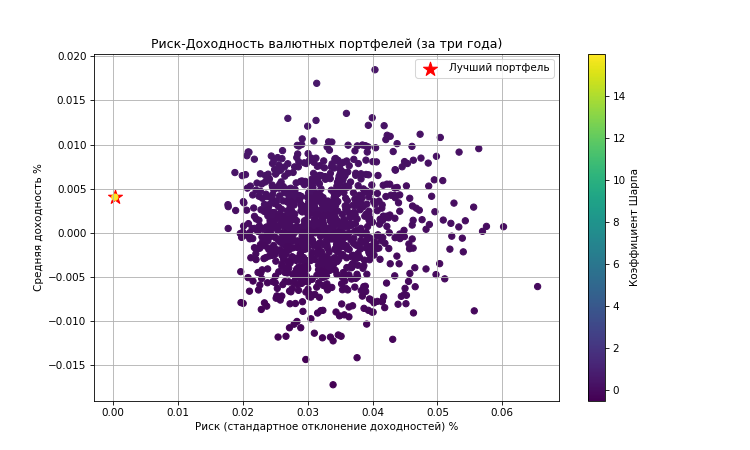 Риск-Доходность валютных портфелей (за три года)
Лучший портфель
Средняя доходность %
0.020
0.015
0.010
0.005
0.000
−0.005
−0.010
−0.015
0.00 0.01 0.02 0.03 0.04 0.05 0.06
Риск (стандартное отклонение доходностей) %
14
12
10
8
6
4
2
0
Коэффициент Шарпа